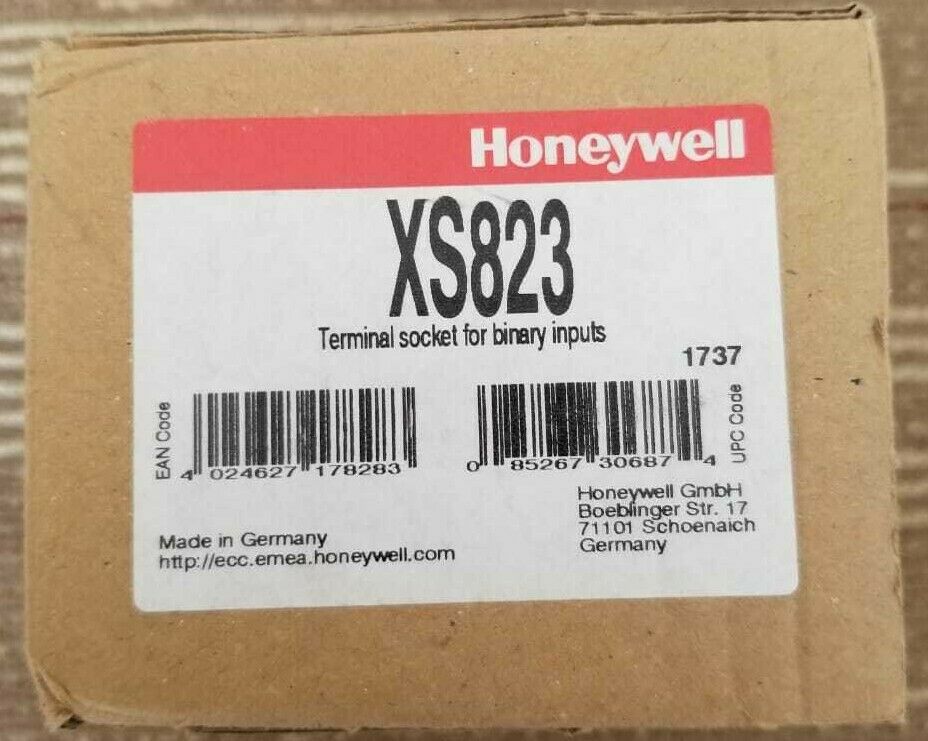 Honeywell
XS823
Terminal socket for binary inputs
1737
EAN Code
4 024627 178283
0 85267 30687 4
UPC Code
Honeywell GmbH
Boeblinger Str. 17
71101 Schoenaich
Germany
Made in Germany
http://ecc.emea.honeywell.com